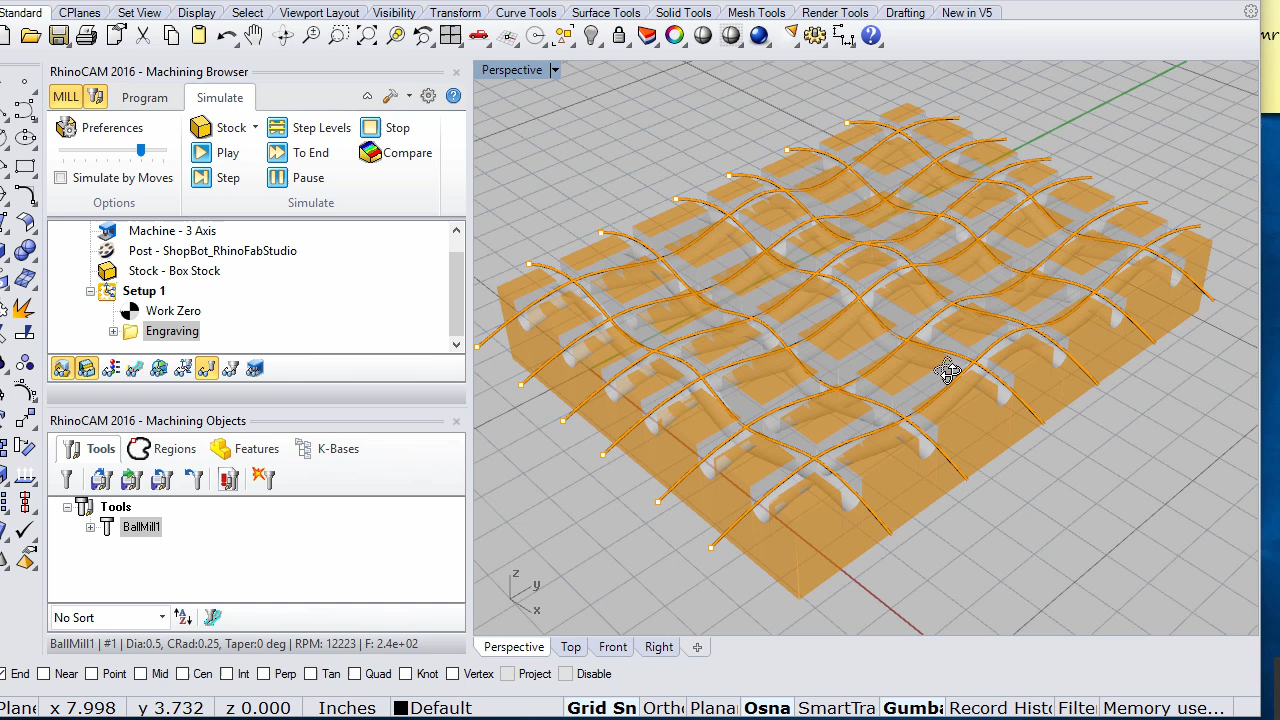 Standard CPlanes Set View Display Select Viewport Layout Visibility Transform Curve Tools Surface Tools Solid Tools Mesh Tools Render Tools Drafting New in V5
RhinoCAM 2016 - Machining Browser
MILL Program Simulate
Preferences Stock Step Levels Stop
Play To End Compare
Simulate by Moves Step Pause
Options Simulate
Machine - 3 Axis
Post - ShopBot_RhinoFabStudio
Stock - Box Stock
Setup 1
Work Zero
Engraving
RhinoCAM 2016 - Machining Objects
Tools Regions Features K-Bases
Tools
BallMill1
No Sort
BallMill1 | #1 | Dia:0.5, CRad:0.25, Taper:0 deg | RPM: 12223 | F: 2.4e+02
Perspective
z
y
x
Perspective Top Front Right
End Near Point Mid Cen Int Perp Tan Quad Knot Vertex Project Disable
Plane x 7.998 y 3.732 z 0.000 Inches Default Grid Sn Ortho Planar Osna SmartTra Gumba Record Histo Filter Memory use...